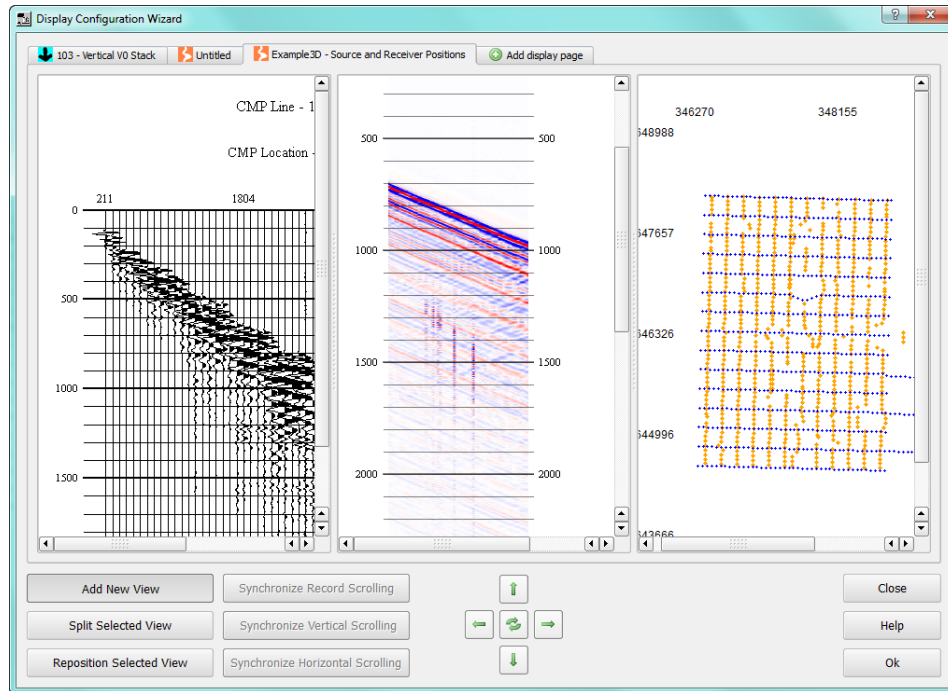 Display Configuration Wizard
? X
103 - Vertical V0 Stack
Untitled
Example3D - Source and Receiver Positions
Add display page
CMP Line - 1
CMP Location -
211 1804
0
500
1000
1500
500 500
1000 1000
1500 1500
2000 2000
346270 348155
648988
647657
646326
644996
643666
Add New View
Synchronize Record Scrolling
Close
Split Selected View
Synchronize Vertical Scrolling
Help
Reposition Selected View
Synchronize Horizontal Scrolling
Ok